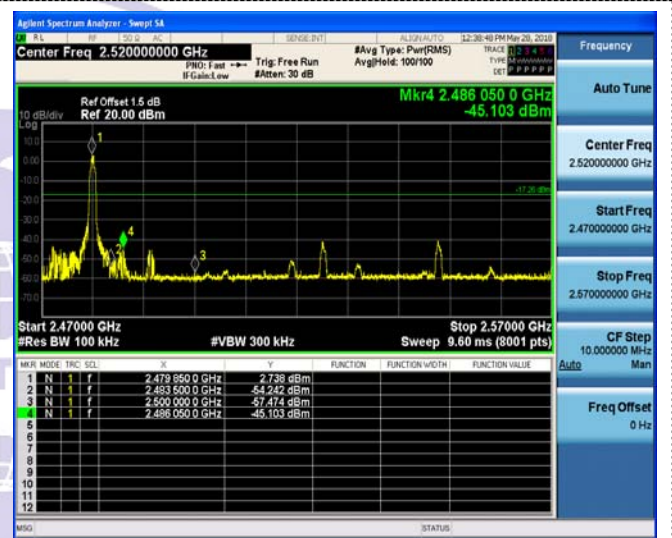 Agilent Spectrum Analyzer - Swept SA
RL RF 50 Ω AC SENSE:INT ALIGN AUTO 12:38:48 PM May 28, 2018
Center Freq 2.520000000 GHz #Avg Type: Pwr(RMS) TRACE 1 2 3 4 5 6 Frequency
PNO: Fast Trig: Free Run Avg|Hold: 100/100 TYPE M
IFGain:Low #Atten: 30 dB DET P P P P P P
Mkr4 2.486 050 0 GHz Auto Tune
Ref Offset 1.5 dB
10 dB/div Ref 20.00 dBm -45.103 dBm
Log
10.0
0.00
-10.0
-20.0
-30.0
-40.0
-50.0
-60.0
-70.0
-17.26 dBm
1
2
3
4
Center Freq
2.520000000 GHz
Start Freq
2.470000000 GHz
Stop Freq
2.570000000 GHz
Start 2.47000 GHz Stop 2.57000 GHz
#Res BW 100 kHz #VBW 300 kHz Sweep 9.60 ms (8001 pts)
CF Step
10.000000 MHz
Auto Man
Freq Offset
0 Hz
MKR MODE TRC SCL X Y FUNCTION FUNCTION WIDTH FUNCTION VALUE
1 N 1 f 2.479 850 0 GHz 2.738 dBm
2 N 1 f 2.483 500 0 GHz -54.242 dBm
3 N 1 f 2.500 000 0 GHz -57.474 dBm
4 N 1 f 2.486 050 0 GHz -45.103 dBm
5
6
7
8
9
10
11
12
MSG STATUS